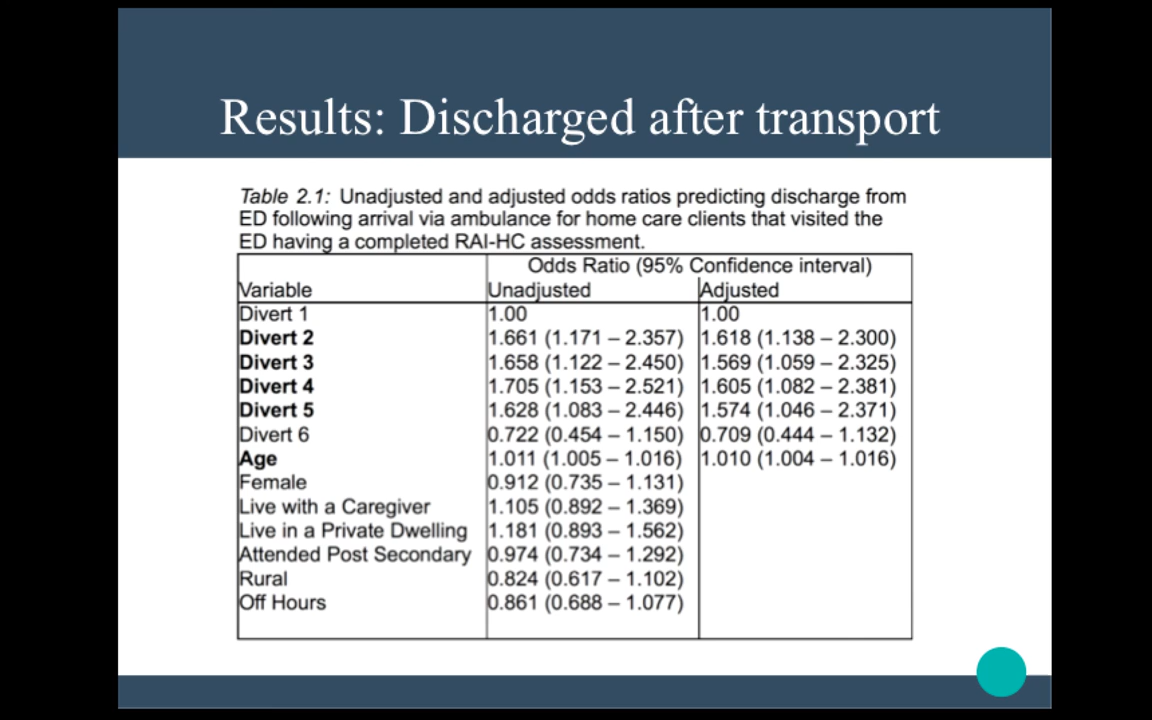 Results: Discharged after transport
Table 2.1: Unadjusted and adjusted odds ratios predicting discharge from
ED following arrival via ambulance for home care clients that visited the
ED having a completed RAI-HC assessment.
Odds Ratio (95% Confidence interval)
Variable Unadjusted Adjusted
Divert 1 1.00 1.00
Divert 2 1.661 (1.171 – 2.357) 1.618 (1.138 – 2.300)
Divert 3 1.658 (1.122 – 2.450) 1.569 (1.059 – 2.325)
Divert 4 1.705 (1.153 – 2.521) 1.605 (1.082 – 2.381)
Divert 5 1.628 (1.083 – 2.446) 1.574 (1.046 – 2.371)
Divert 6 0.722 (0.454 – 1.150) 0.709 (0.444 – 1.132)
Age 1.011 (1.005 – 1.016) 1.010 (1.004 – 1.016)
Female 0.912 (0.735 – 1.131)
Live with a Caregiver 1.105 (0.892 – 1.369)
Live in a Private Dwelling 1.181 (0.893 – 1.562)
Attended Post Secondary 0.974 (0.734 – 1.292)
Rural 0.824 (0.617 – 1.102)
Off Hours 0.861 (0.688 – 1.077)